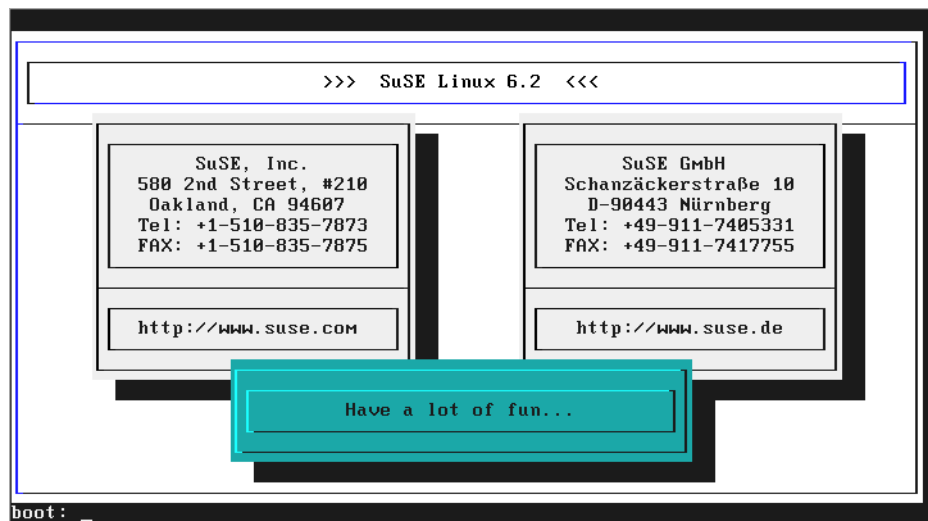 >>> SuSE Linux 6.2 <<<
SuSE, Inc.
580 2nd Street, #210
Oakland, CA 94607
Tel: +1-510-835-7873
FAX: +1-510-835-7875
http://www.suse.com
SuSE GmbH
Schanzäckerstraße 10
D-90443 Nürnberg
Tel: +49-911-7405331
FAX: +49-911-7417755
http://www.suse.de
Have a lot of fun...
boot: _